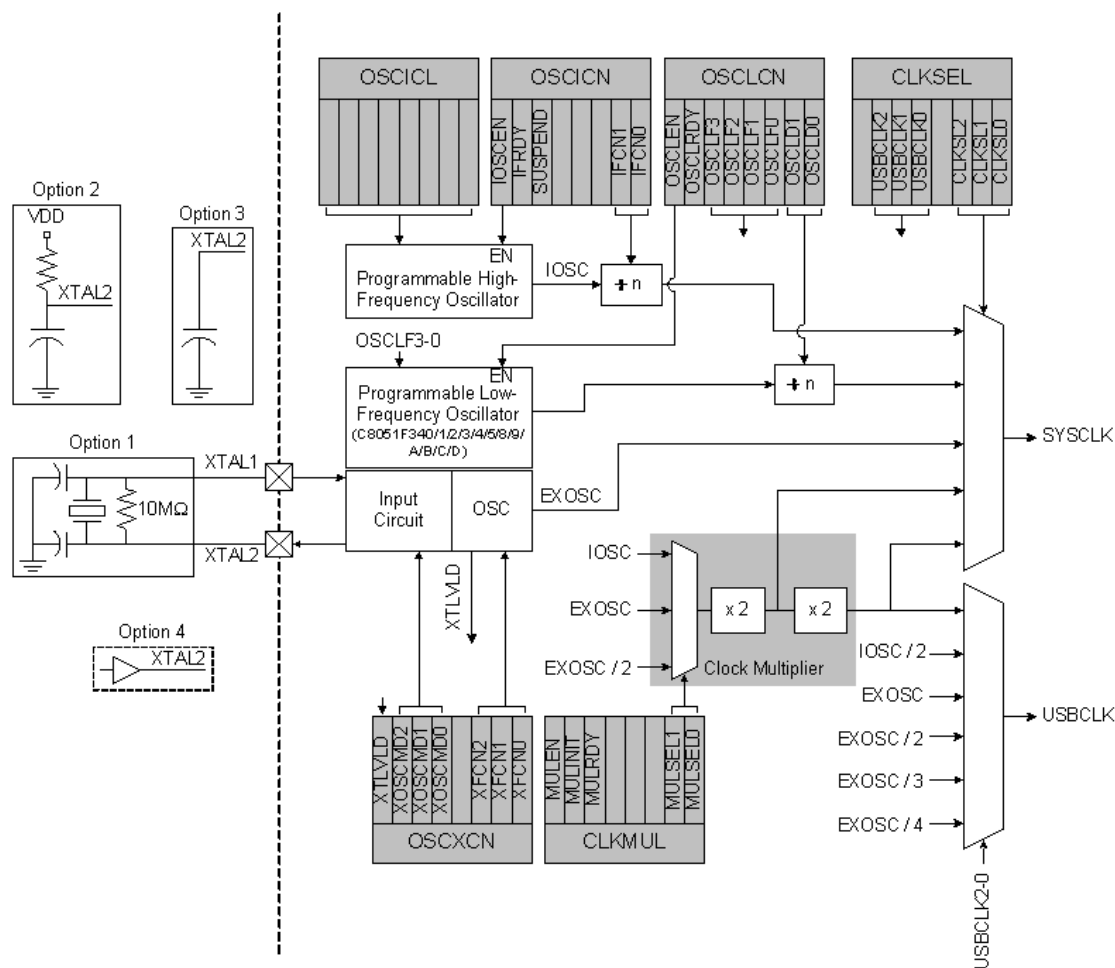 OSCICL
OSCICN
OSCLCN
CLKSEL
IOSCEN
IFRDY
SUSPEND
IFCN1
IFCN0
OSCLEN
OSCLRDY
OSCLF3
OSCLF2
OSCLF1
OSCLF0
OSCLD1
OSCLD0
USBCLK2
USBCLK1
USBCLK0
CLKSL2
CLKSL1
CLKSL0
Option 2
VDD
XTAL2
Option 3
XTAL2
EN
Programmable High-
Frequency Oscillator
IOSC
n
OSCLF3-0
EN
Programmable Low-
Frequency Oscillator
(C8051F340/1/2/3/4/5/8/9/
A/B/C/D)
n
SYSCLK
Option 1
XTAL1
10MΩ
XTAL2
Input
Circuit
OSC
EXOSC
XTLVLD
IOSC
EXOSC
EXOSC / 2
x 2
x 2
Clock Multiplier
Option 4
XTAL2
IOSC / 2
EXOSC
EXOSC / 2
EXOSC / 3
EXOSC / 4
USBCLK
USBCLK2-0
XTLVLD
XOSCMD2
XOSCMD1
XOSCMD0
XFCN2
XFCN1
XFCN0
OSCXCN
MULEN
MULINIT
MULRDY
MULSEL1
MULSEL0
CLKMUL